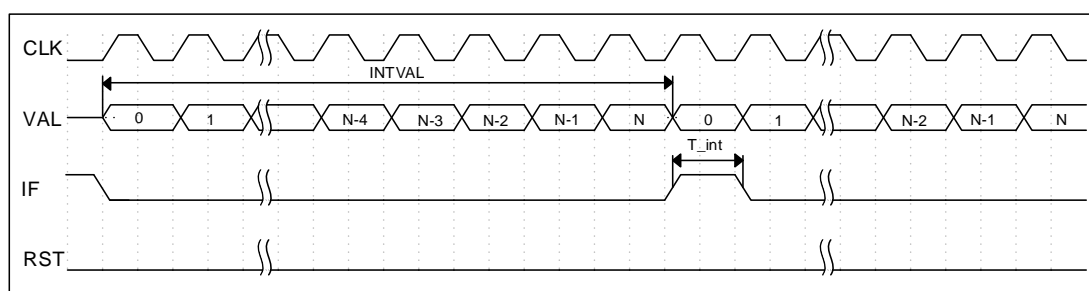 CLK
INTVAL
VAL 0 1 N-4 N-3 N-2 N-1 N 0 1 N-2 N-1 N
T_int
IF
RST